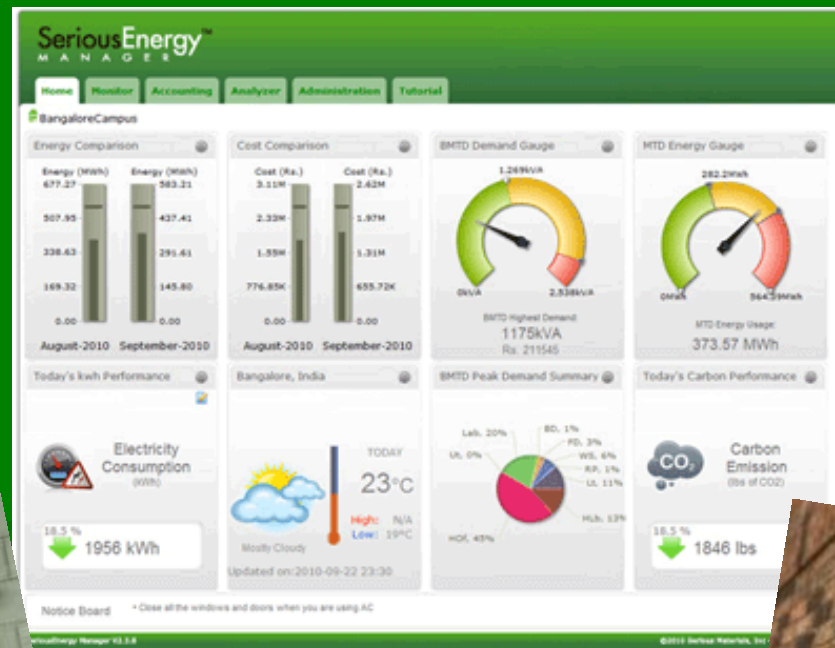 SeriousEnergy™
MANAGER
Home Monitor Accounting Analyzer Administration Tutorial
BangaloreCampus
Energy Comparison
Energy (MWh) Energy (MWh)
677.27 583.21
507.95 437.41
338.63 291.61
169.32 145.80
0.00 0.00
August-2010 September-2010
Cost Comparison
Cost (Rs.) Cost (Rs.)
3.11M 2.62M
2.33M 1.97M
1.55M 1.31M
776.85K 655.72K
0.00 0.00
August-2010 September-2010
BMTD Demand Gauge
1.269kVA
0kVA 2.538kVA
BMTD Highest Demand:
1175kVA
Rs. 211545
MTD Energy Gauge
282.2MWh
0MWh 564.39MWh
MTD Energy Usage:
373.57 MWh
Today's kwh Performance
Electricity
Consumption
(kWh)
18.5 %
1956 kWh
Bangalore, India
TODAY
23°C
High: N/A
Low: 19°C
Mostly Cloudy
Updated on:2010-09-22 23:30
BMTD Peak Demand Summary
Lab, 20%
BD, 1%
FD, 3%
WS, 6%
RP, 1%
UL, 11%
HUb, 13%
HOf, 45%
Ut, 0%
Today's Carbon Performance
CO2
Carbon
Emission
(lbs of CO2)
18.5 %
1846 lbs
Notice Board * Close all the windows and doors when you are using AC
SeriousEnergy Manager
©2010 Serious Materials, Inc